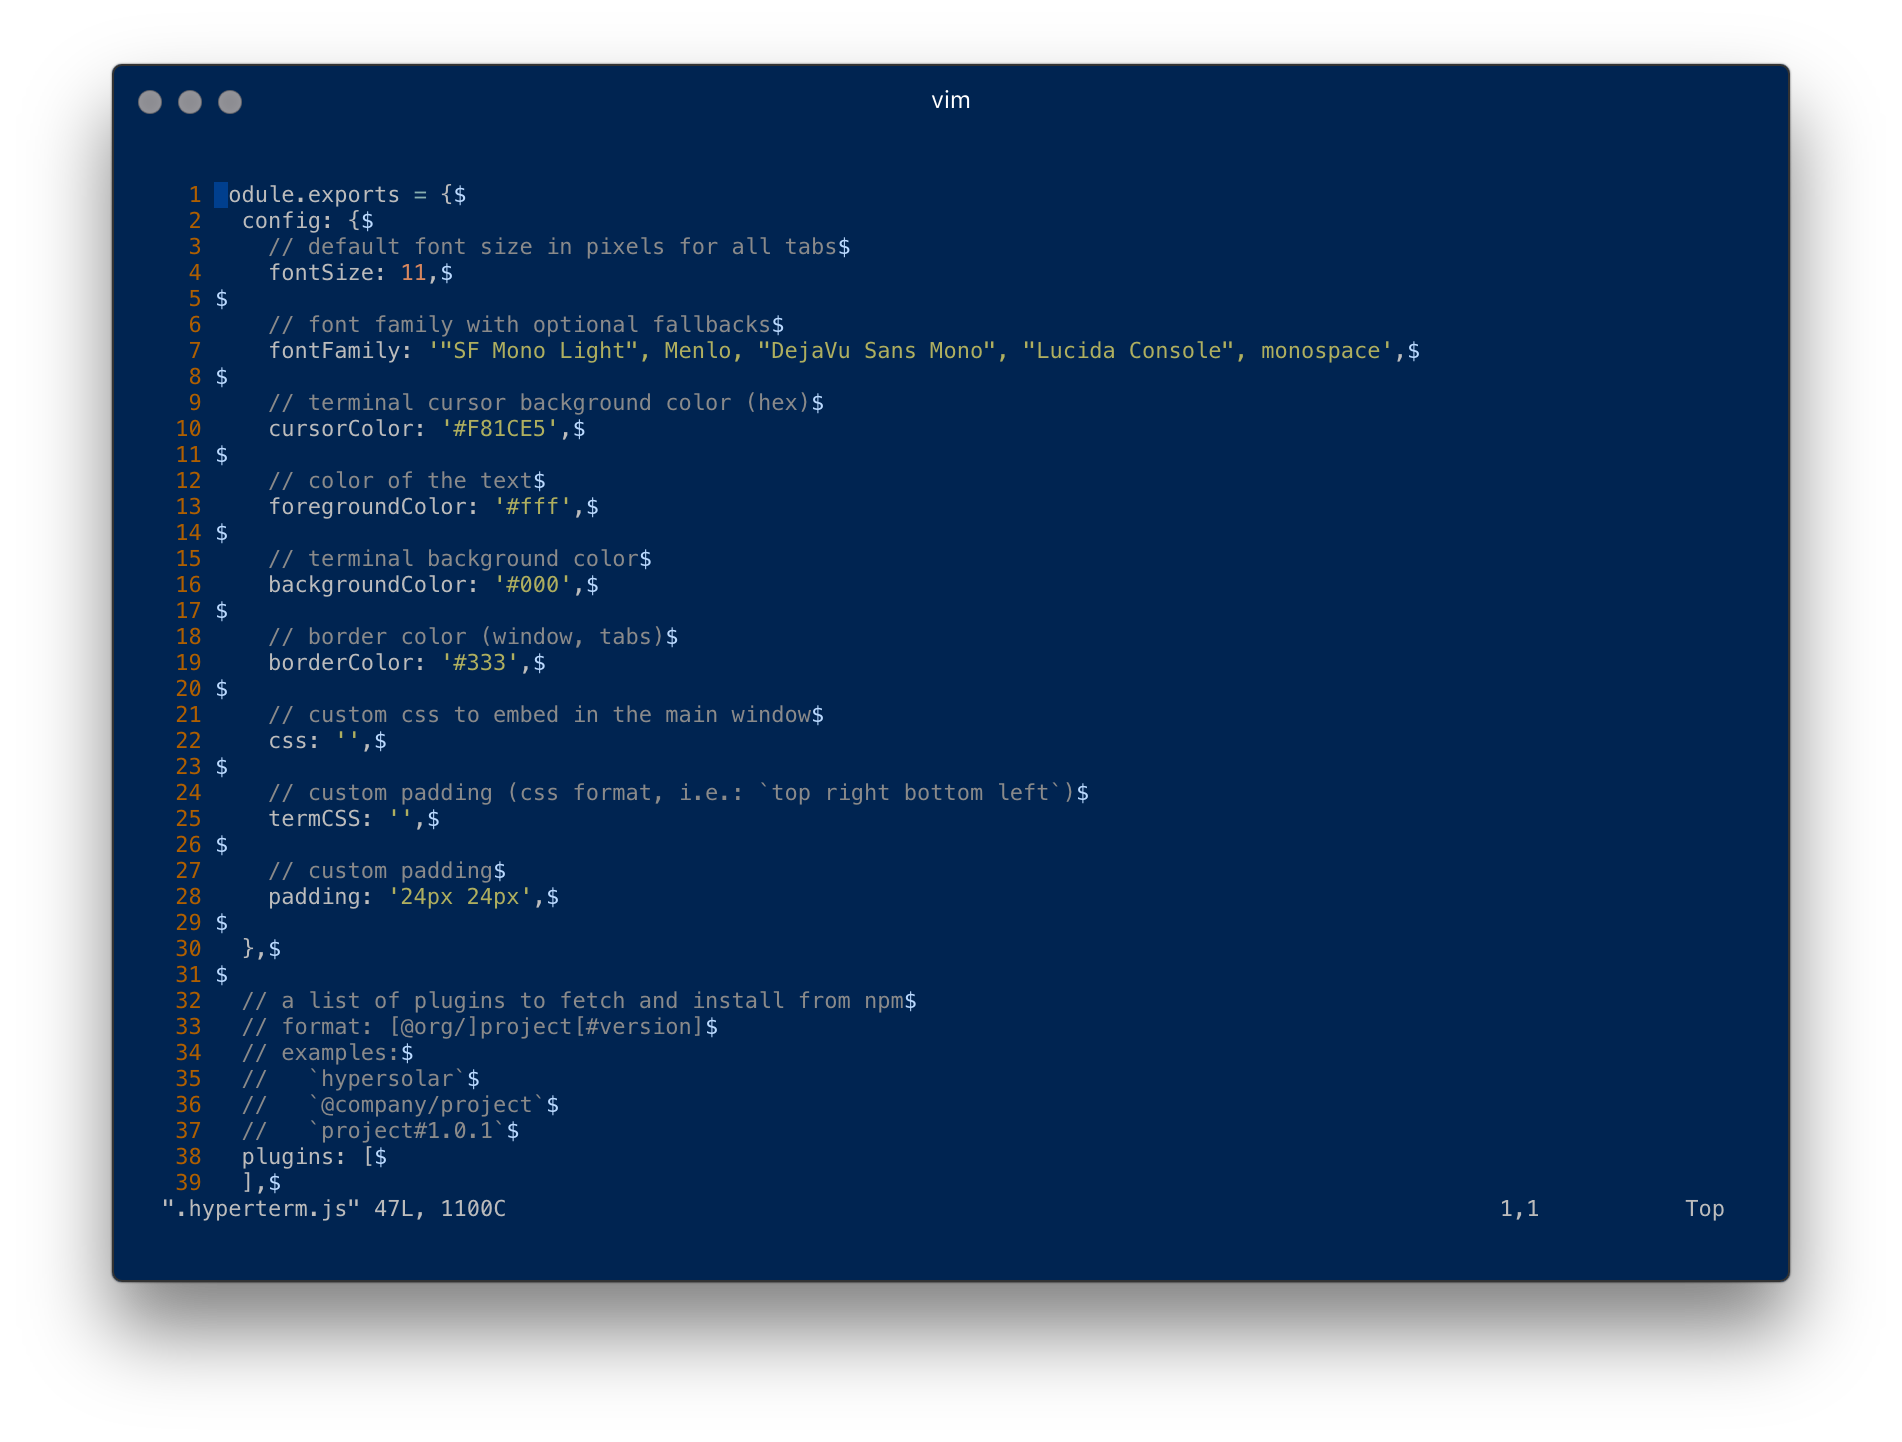 vim
1 odule.exports = {$
2   config: {$
3     // default font size in pixels for all tabs$
4     fontSize: 11,$
5 $
6     // font family with optional fallbacks$
7     fontFamily: '"SF Mono Light", Menlo, "DejaVu Sans Mono", "Lucida Console", monospace',$
8 $
9     // terminal cursor background color (hex)$
10     cursorColor: '#F81CE5',$
11 $
12     // color of the text$
13     foregroundColor: '#fff',$
14 $
15     // terminal background color$
16     backgroundColor: '#000',$
17 $
18     // border color (window, tabs)$
19     borderColor: '#333',$
20 $
21     // custom css to embed in the main window$
22     css: '',$
23 $
24     // custom padding (css format, i.e.: `top right bottom left`)$
25     termCSS: '',$
26 $
27     // custom padding$
28     padding: '24px 24px',$
29 $
30   },$
31 $
32   // a list of plugins to fetch and install from npm$
33   // format: [@org/]project[#version]$
34   // examples:$
35   //   `hypersolar`$
36   //   `@company/project`$
37   //   `project#1.0.1`$
38   plugins: [$
39   ],$
".hyperterm.js" 47L, 1100C 1,1 Top